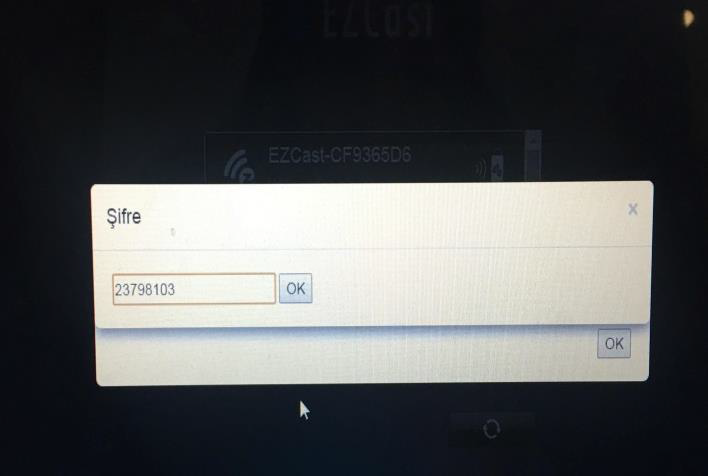 EZCast
EZCast-CF9365D6
Şifre
x
23798103 OK
OK